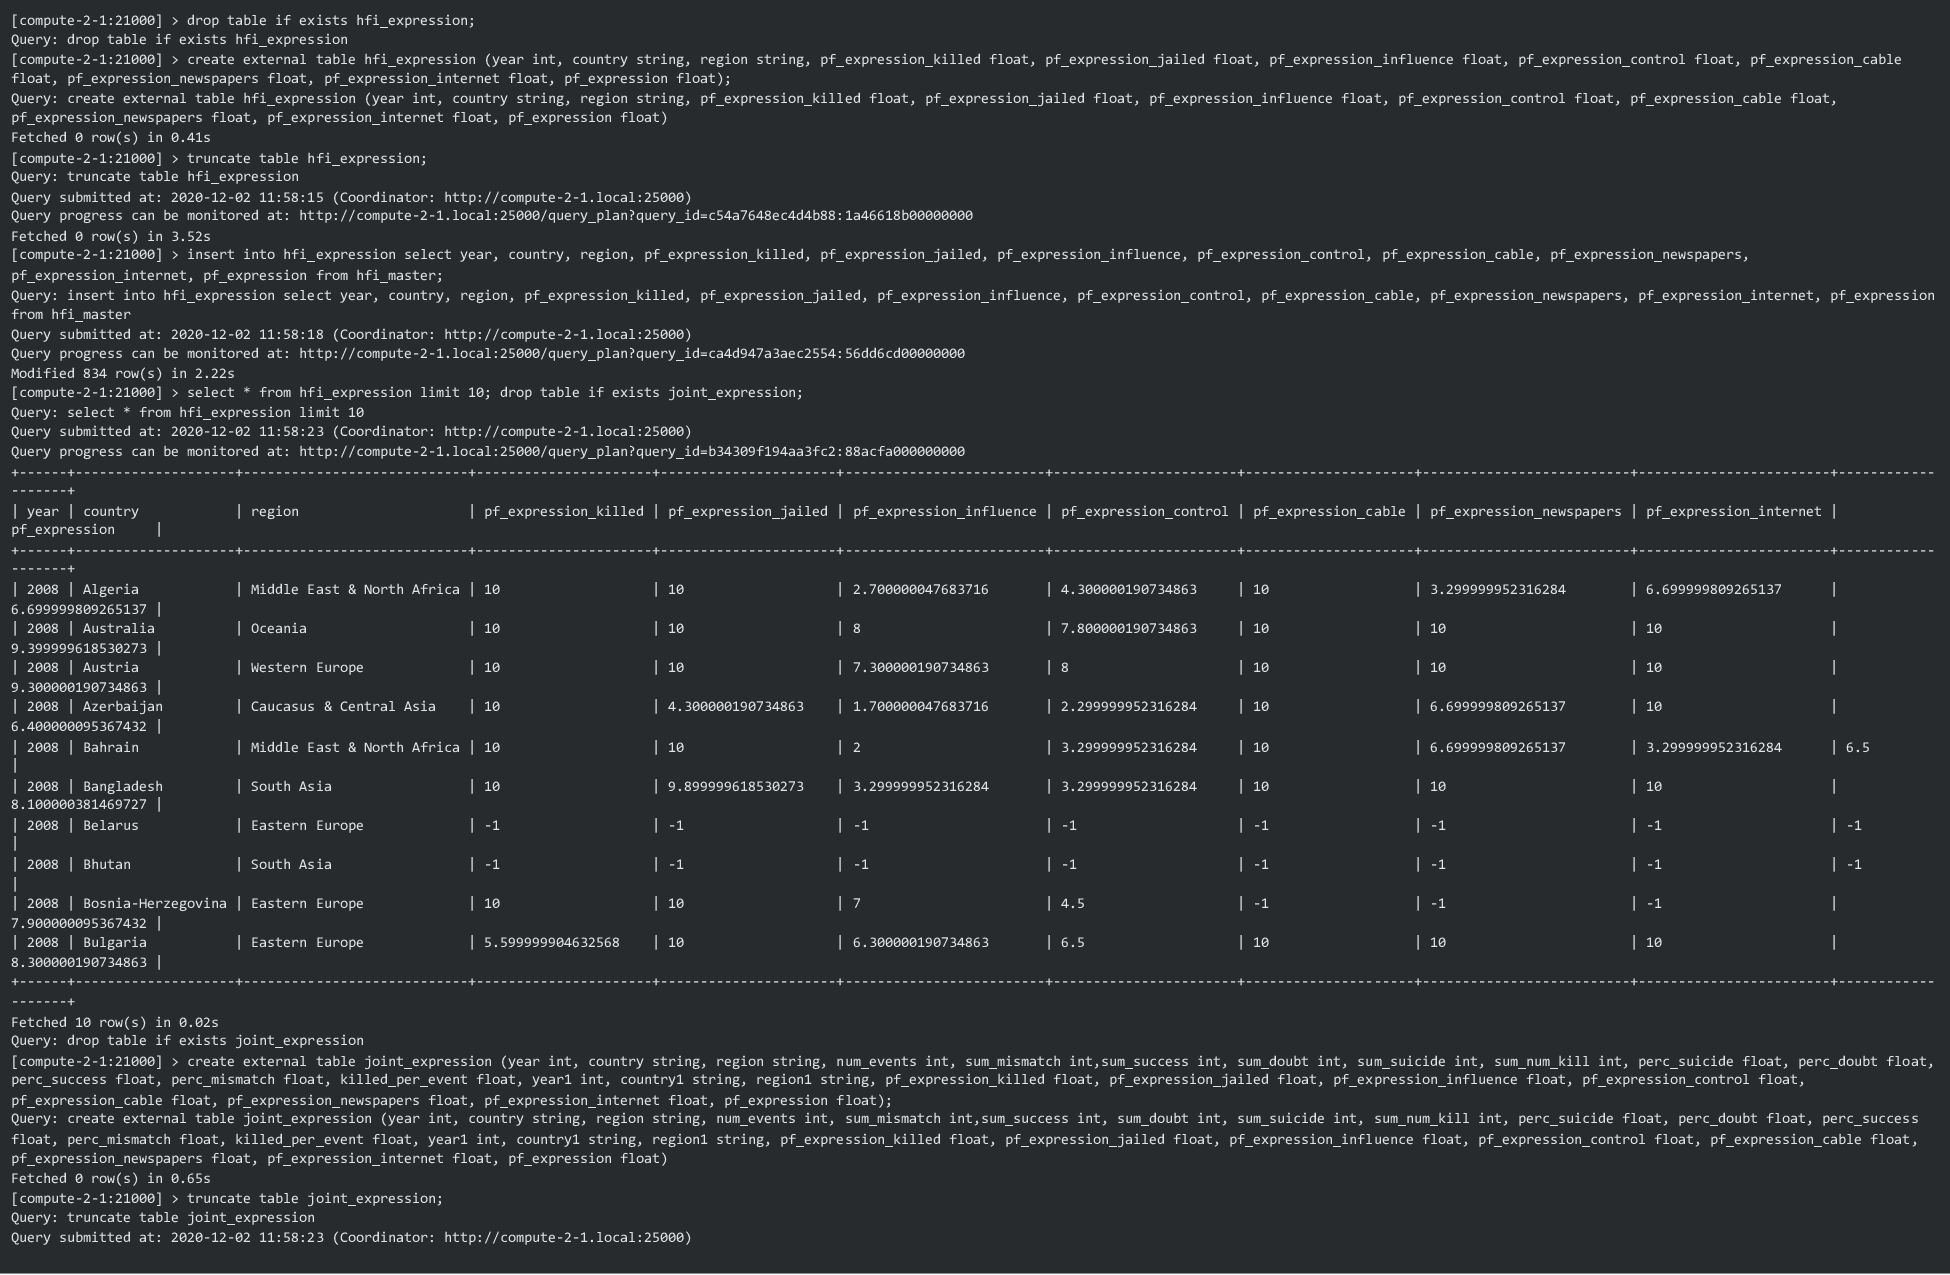 [compute-2-1:21000] > drop table if exists hfi_expression;
Query: drop table if exists hfi_expression
[compute-2-1:21000] > create external table hfi_expression (year int, country string, region string, pf_expression_killed float, pf_expression_jailed float, pf_expression_influence float, pf_expression_control float, pf_expression_cable
float, pf_expression_newspapers float, pf_expression_internet float, pf_expression float);
Query: create external table hfi_expression (year int, country string, region string, pf_expression_killed float, pf_expression_jailed float, pf_expression_influence float, pf_expression_control float, pf_expression_cable float,
pf_expression_newspapers float, pf_expression_internet float, pf_expression float)
Fetched 0 row(s) in 0.41s
[compute-2-1:21000] > truncate table hfi_expression;
Query: truncate table hfi_expression
Query submitted at: 2020-12-02 11:58:15 (Coordinator: http://compute-2-1.local:25000)
Query progress can be monitored at: http://compute-2-1.local:25000/query_plan?query_id=c54a7648ec4d4b88:1a46618b00000000
Fetched 0 row(s) in 3.52s
[compute-2-1:21000] > insert into hfi_expression select year, country, region, pf_expression_killed, pf_expression_jailed, pf_expression_influence, pf_expression_control, pf_expression_cable, pf_expression_newspapers,
pf_expression_internet, pf_expression from hfi_master;
Query: insert into hfi_expression select year, country, region, pf_expression_killed, pf_expression_jailed, pf_expression_influence, pf_expression_control, pf_expression_cable, pf_expression_newspapers, pf_expression_internet, pf_expression
from hfi_master
Query submitted at: 2020-12-02 11:58:18 (Coordinator: http://compute-2-1.local:25000)
Query progress can be monitored at: http://compute-2-1.local:25000/query_plan?query_id=ca4d947a3aec2554:56dd6cd00000000
Modified 834 row(s) in 2.22s
[compute-2-1:21000] > select * from hfi_expression limit 10; drop table if exists joint_expression;
Query: select * from hfi_expression limit 10
Query submitted at: 2020-12-02 11:58:23 (Coordinator: http://compute-2-1.local:25000)
Query progress can be monitored at: http://compute-2-1.local:25000/query_plan?query_id=b34309f194aa3fc2:88acfa000000000
+------+--------------------+----------------------------+----------------------+----------------------+-------------------------+-----------------------+---------------------+--------------------------+------------------------+------------
-------+
| year | country | region | pf_expression_killed | pf_expression_jailed | pf_expression_influence | pf_expression_control | pf_expression_cable | pf_expression_newspapers | pf_expression_internet |
pf_expression |
+------+--------------------+----------------------------+----------------------+----------------------+-------------------------+-----------------------+---------------------+--------------------------+------------------------+------------
-------+
| 2008 | Algeria | Middle East & North Africa | 10 | 10 | 2.700000047683716 | 4.300000190734863 | 10 | 3.299999952316284 | 6.699999809265137 |
6.699999809265137 |
| 2008 | Australia | Oceania | 10 | 10 | 8 | 7.800000190734863 | 10 | 10 | 10 |
9.399999618530273 |
| 2008 | Austria | Western Europe | 10 | 10 | 7.300000190734863 | 8 | 10 | 10 | 10 |
9.300000190734863 |
| 2008 | Azerbaijan | Caucasus & Central Asia | 10 | 4.300000190734863 | 1.700000047683716 | 2.299999952316284 | 10 | 6.699999809265137 | 10 |
6.400000095367432 |
| 2008 | Bahrain | Middle East & North Africa | 10 | 10 | 2 | 3.299999952316284 | 10 | 6.699999809265137 | 3.299999952316284 | 6.5
|
| 2008 | Bangladesh | South Asia | 10 | 9.899999618530273 | 3.299999952316284 | 3.299999952316284 | 10 | 10 | 10 |
8.100000381469727 |
| 2008 | Belarus | Eastern Europe | -1 | -1 | -1 | -1 | -1 | -1 | -1 | -1
|
| 2008 | Bhutan | South Asia | -1 | -1 | -1 | -1 | -1 | -1 | -1 | -1
|
| 2008 | Bosnia-Herzegovina | Eastern Europe | 10 | 10 | 7 | 4.5 | -1 | -1 | -1 |
7.900000095367432 |
| 2008 | Bulgaria | Eastern Europe | 5.599999904632568 | 10 | 6.300000190734863 | 6.5 | 10 | 10 | 10 |
8.300000190734863 |
+------+--------------------+----------------------------+----------------------+----------------------+-------------------------+-----------------------+---------------------+--------------------------+------------------------+------------
-------+
Fetched 10 row(s) in 0.02s
Query: drop table if exists joint_expression
[compute-2-1:21000] > create external table joint_expression (year int, country string, region string, num_events int, sum_mismatch int,sum_success int, sum_doubt int, sum_suicide int, sum_num_kill int, perc_suicide float, perc_doubt float,
perc_success float, perc_mismatch float, killed_per_event float, year1 int, country1 string, region1 string, pf_expression_killed float, pf_expression_jailed float, pf_expression_influence float, pf_expression_control float,
pf_expression_cable float, pf_expression_newspapers float, pf_expression_internet float, pf_expression float);
Query: create external table joint_expression (year int, country string, region string, num_events int, sum_mismatch int,sum_success int, sum_doubt int, sum_suicide int, sum_num_kill int, perc_suicide float, perc_doubt float, perc_success
float, perc_mismatch float, killed_per_event float, year1 int, country1 string, region1 string, pf_expression_killed float, pf_expression_jailed float, pf_expression_influence float, pf_expression_control float, pf_expression_cable float,
pf_expression_newspapers float, pf_expression_internet float, pf_expression float)
Fetched 0 row(s) in 0.65s
[compute-2-1:21000] > truncate table joint_expression;
Query: truncate table joint_expression
Query submitted at: 2020-12-02 11:58:23 (Coordinator: http://compute-2-1.local:25000)